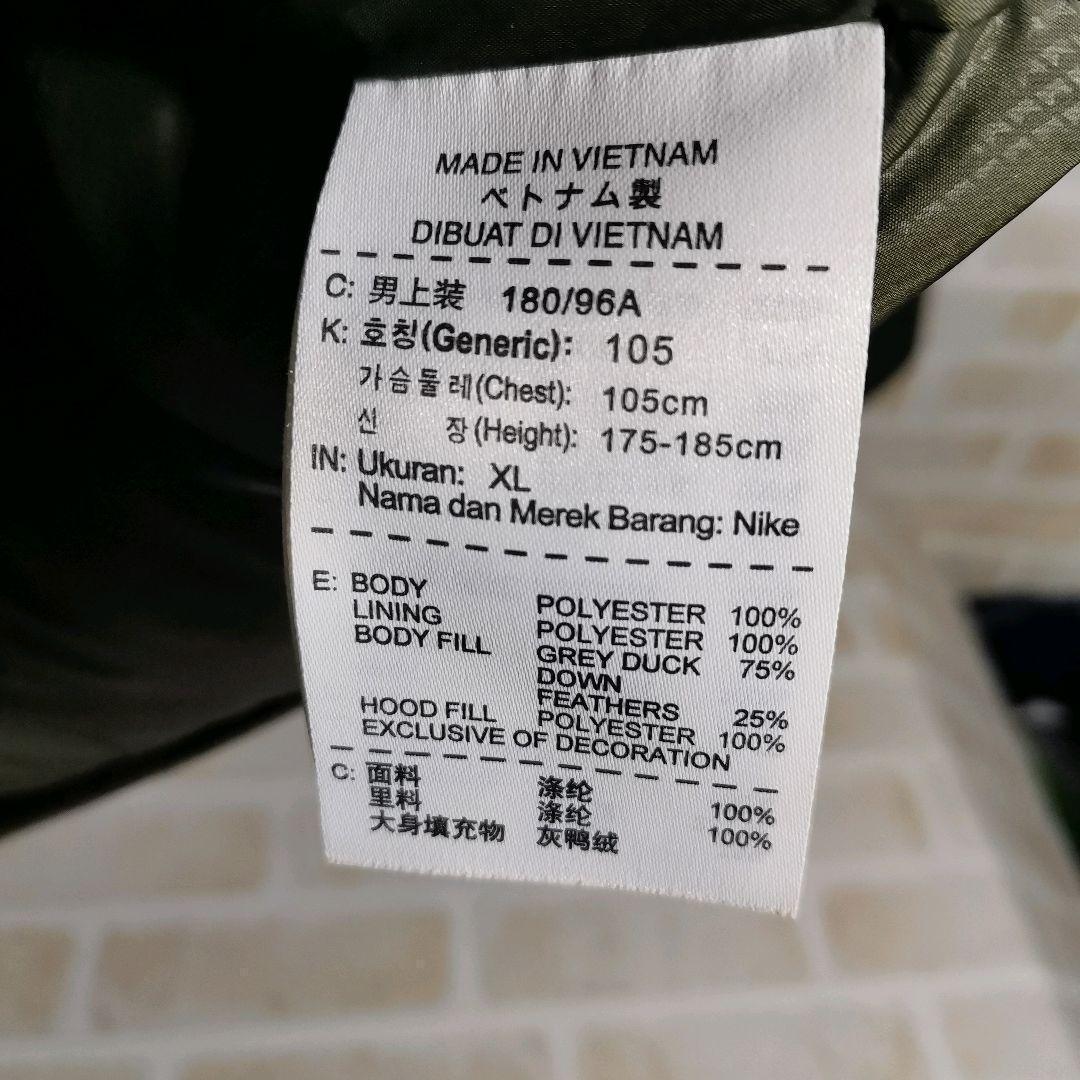 MADE IN VIETNAM
ベトナム製
DIBUAT DI VIETNAM
C: 男上装 180/96A
K: 호칭(Generic): 105
가슴둘레(Chest): 105cm
신 장(Height): 175-185cm
IN: Ukuran: XL
Nama dan Merek Barang: Nike
E: BODY POLYESTER 100%
LINING POLYESTER 100%
BODY FILL GREY DUCK 75%
DOWN
FEATHERS 25%
HOOD FILL POLYESTER 100%
EXCLUSIVE OF DECORATION
C: 面料 涤纶 100%
里料 涤纶 100%
大身填充物 灰鸭绒